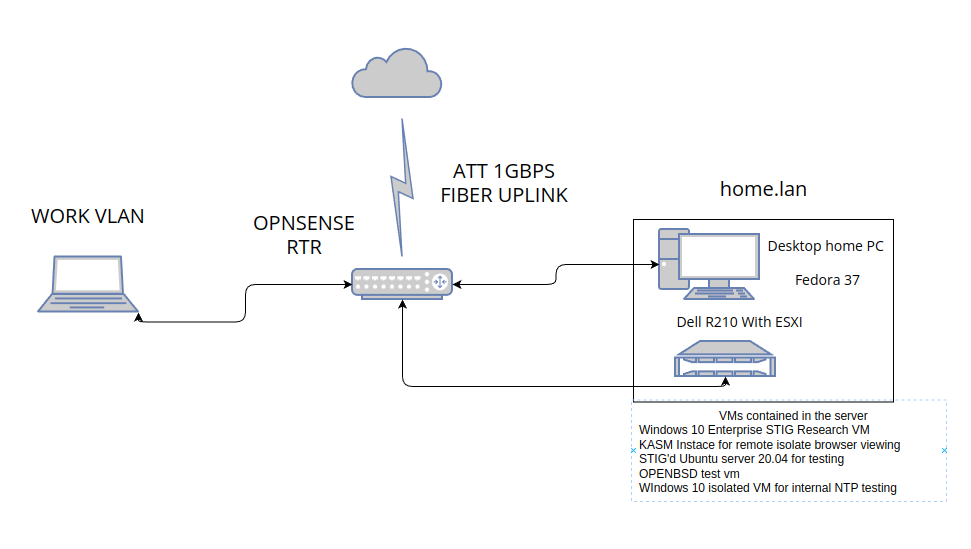 ATT 1GBPS
FIBER UPLINK
home.lan
WORK VLAN
OPNSENSE
RTR
Desktop home PC
Fedora 37
Dell R210 With ESXI
VMs contained in the server
Windows 10 Enterprise STIG Research VM
KASM Instace for remote isolate browser viewing
STIG'd Ubuntu server 20.04 for testing
OPENBSD test vm
WIndows 10 isolated VM for internal NTP testing